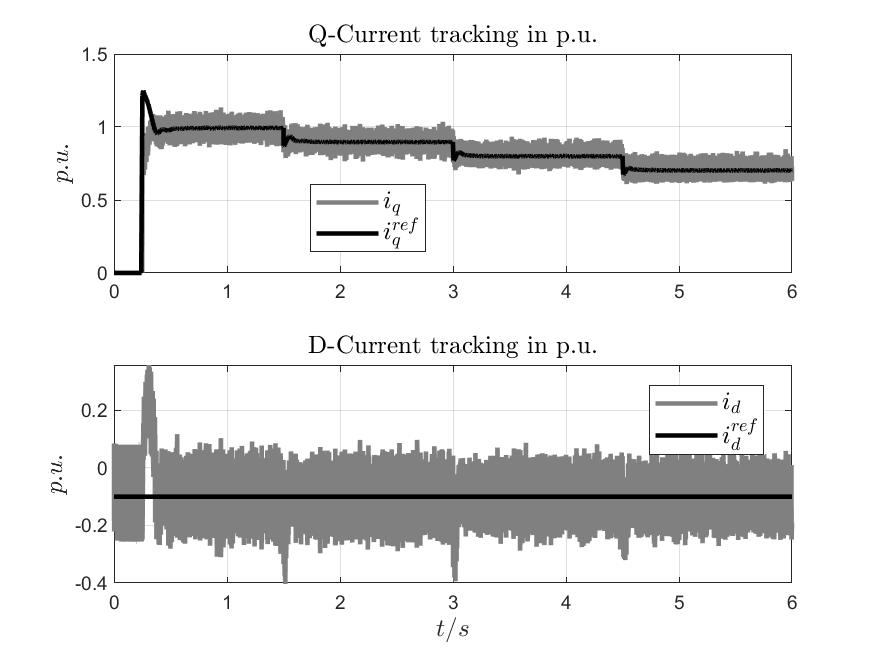 Q-Current tracking in p.u.
1.5
1
0.5
0
p.u.
i_q
i_q^{ref}
0 1 2 3 4 5 6
D-Current tracking in p.u.
0.2
0
-0.2
-0.4
p.u.
i_d
i_d^{ref}
0 1 2 3 4 5 6
t/s